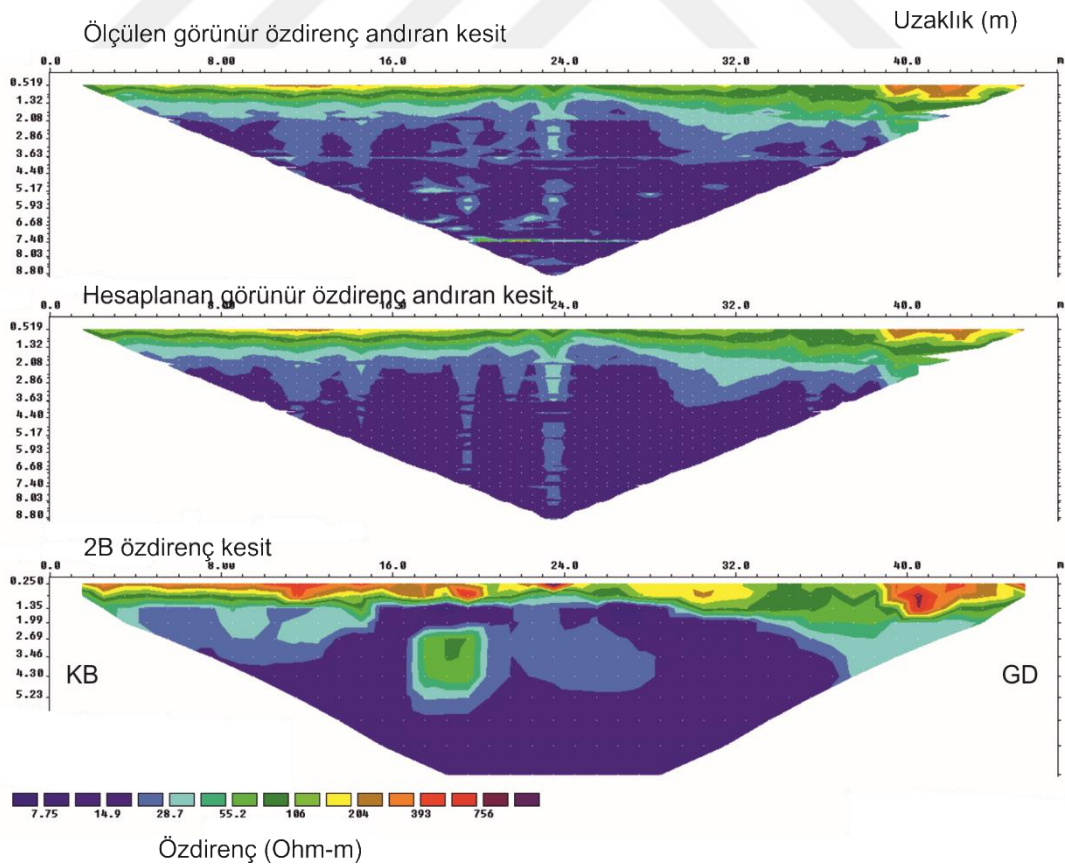 Ölçülen görünür özdirenç andıran kesit
Uzaklık (m)
0.0 8.00 16.0 24.0 32.0 40.0 m
0.519
1.32
2.08
2.86
3.63
4.40
5.17
5.93
6.68
7.40
8.03
8.80
Hesaplanan görünür özdirenç andıran kesit
0.0 8.00 16.0 24.0 32.0 40.0 m
0.519
1.32
2.08
2.86
3.63
4.40
5.17
5.93
6.68
7.40
8.03
8.80
2B özdirenç kesit
0.0 8.00 16.0 24.0 32.0 40.0 m
0.250
1.35
1.99
2.69
3.46
4.30
5.23
KB
GD
7.75 14.9 28.7 55.2 106 204 393 756
Özdirenç (Ohm-m)